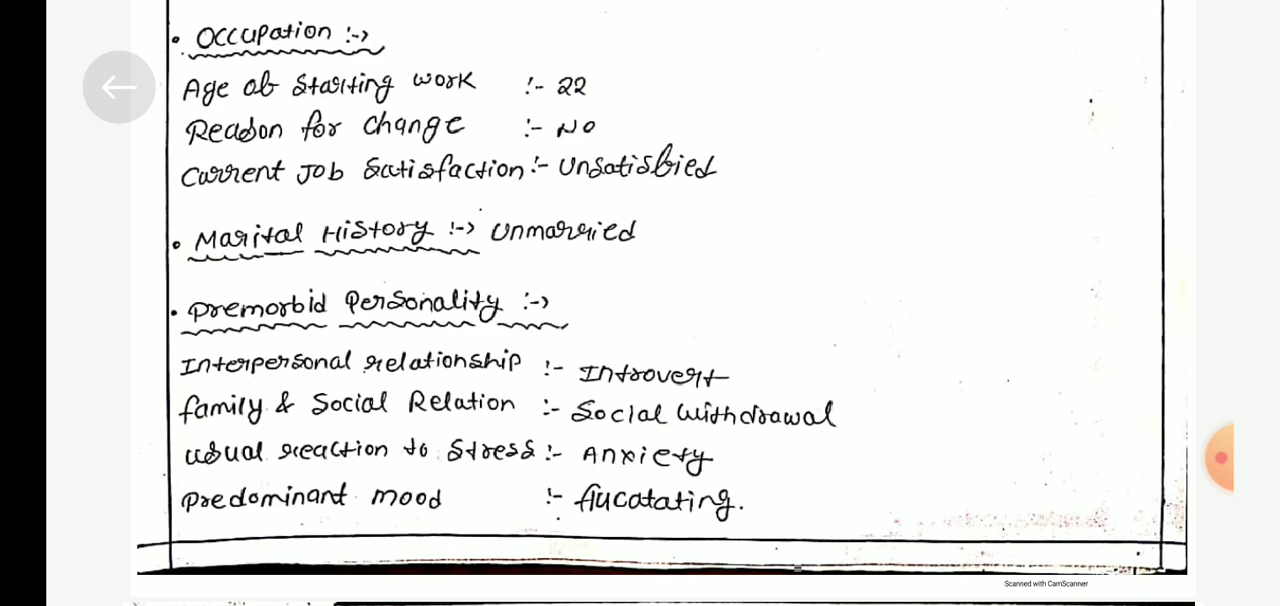 • Occupation :->
Age of Starting work :- 22
Reason for change :- No
Current Job Satisfaction :- Unsatisfied
• Marital History :-> Unmarried
• Premorbid Personality :->
Interpersonal relationship :- Introvert
family & Social Relation :- Social withdrawal
usual reaction to Stress :- Anxiety
Predominant mood :- flucatating.
Scanned with CamScanner